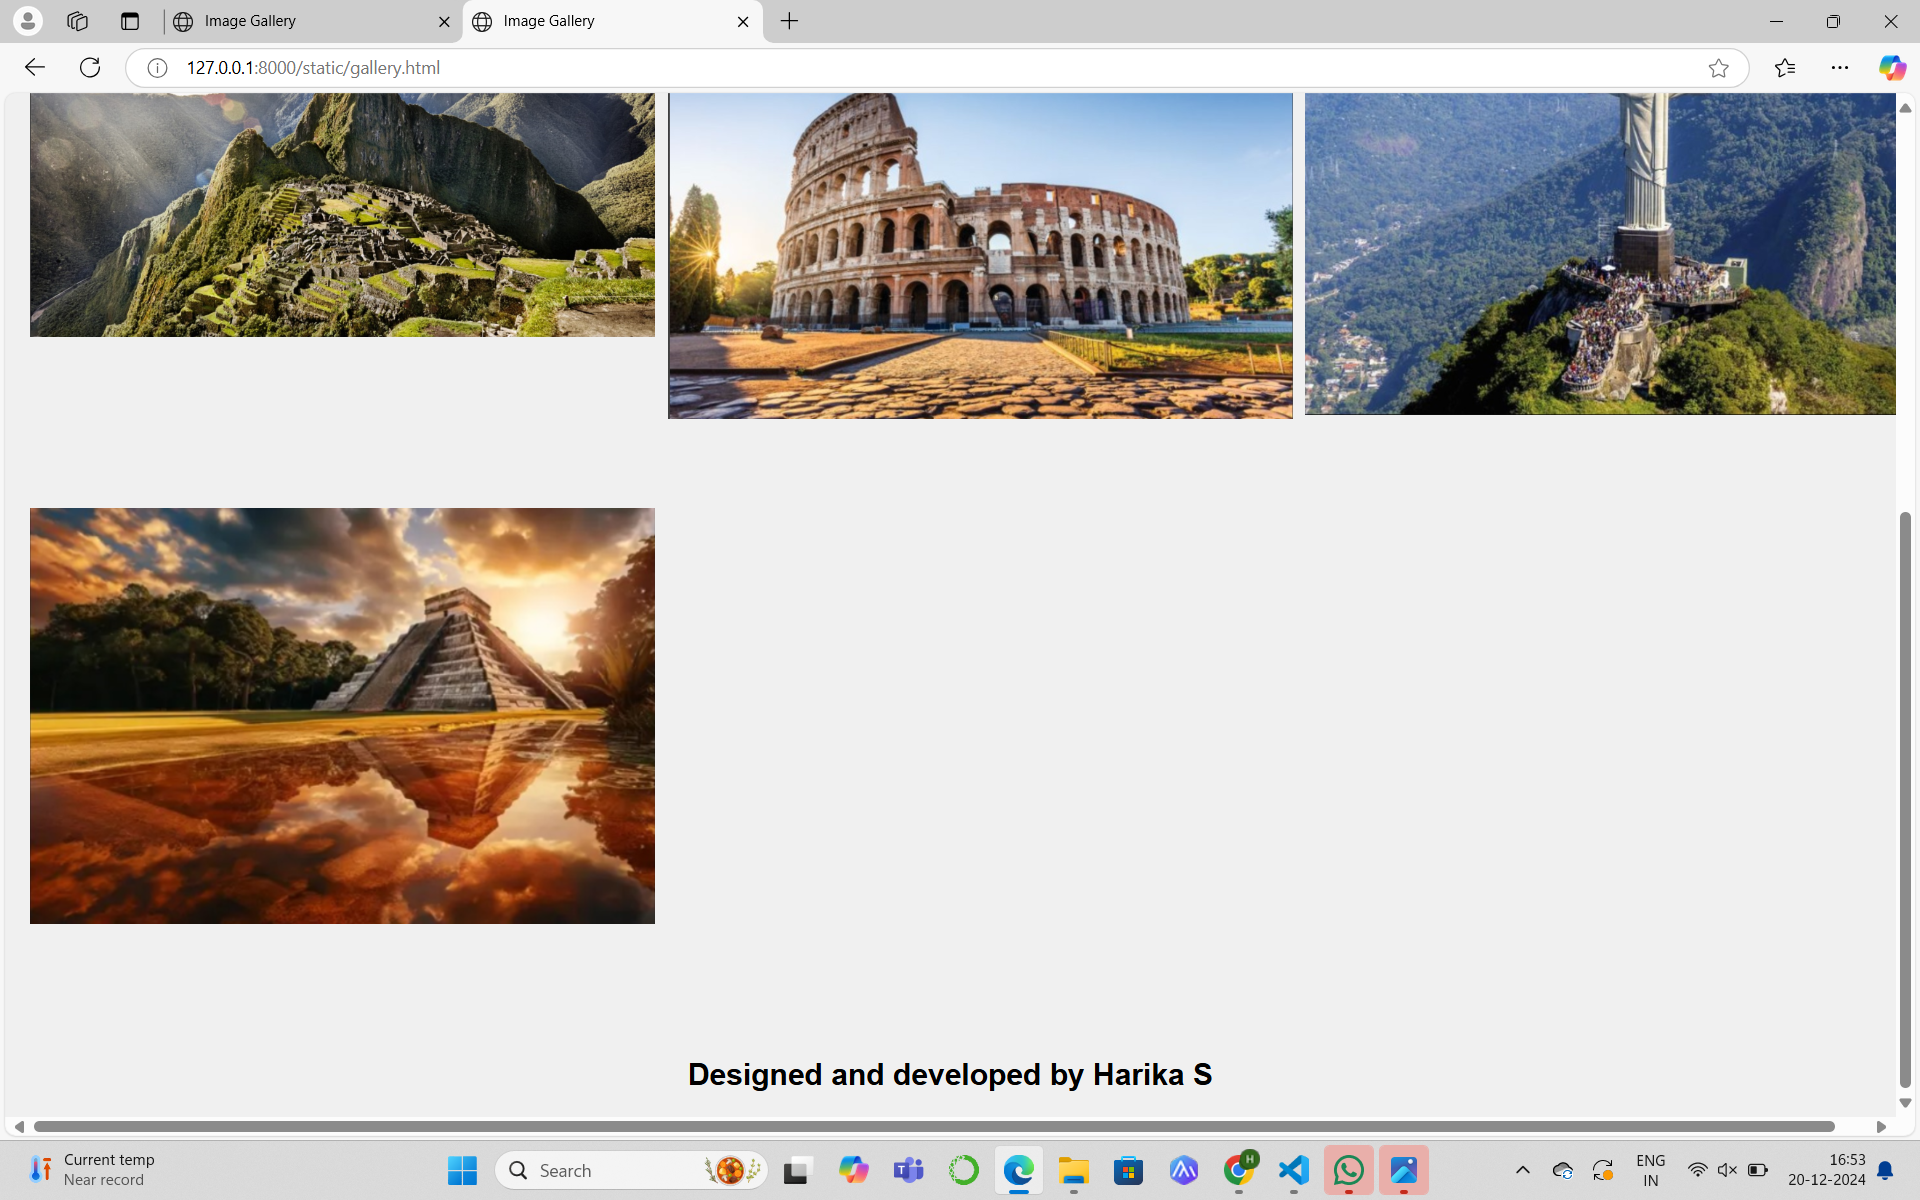 Image Gallery
Image Gallery
127.0.0.1:8000/static/gallery.html
Designed and developed by Harika S
Current temp
Near record
Search
H
ENG
IN
16:53
20-12-2024